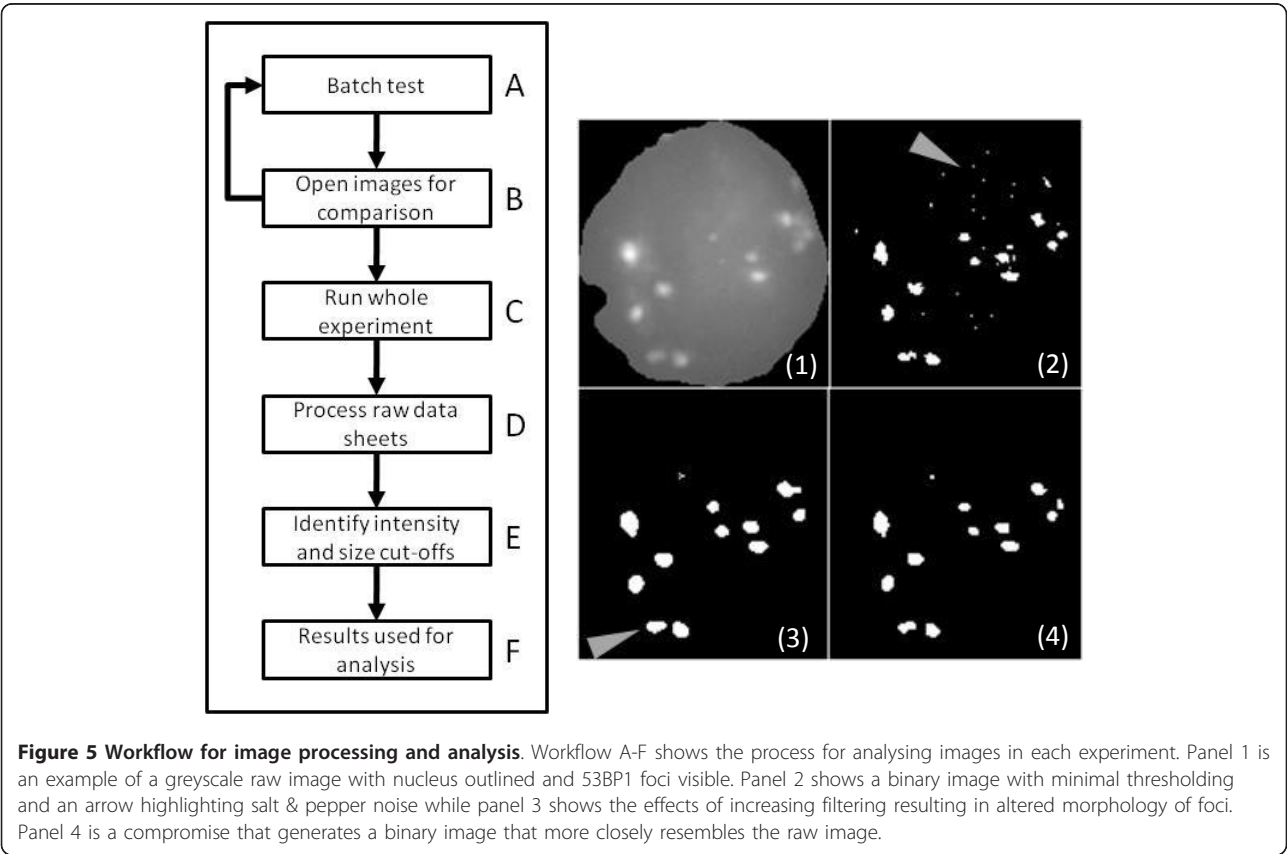 Batch test
A
Open images for
comparison
B
Run whole
experiment
C
Process raw data
sheets
D
Identify intensity
and size cut-offs
E
Results used for
analysis
F
(1)
(2)
(3)
(4)
Figure 5 Workflow for image processing and analysis. Workflow A-F shows the process for analysing images in each experiment. Panel 1 is
an example of a greyscale raw image with nucleus outlined and 53BP1 foci visible. Panel 2 shows a binary image with minimal thresholding
and an arrow highlighting salt & pepper noise while panel 3 shows the effects of increasing filtering resulting in altered morphology of foci.
Panel 4 is a compromise that generates a binary image that more closely resembles the raw image.